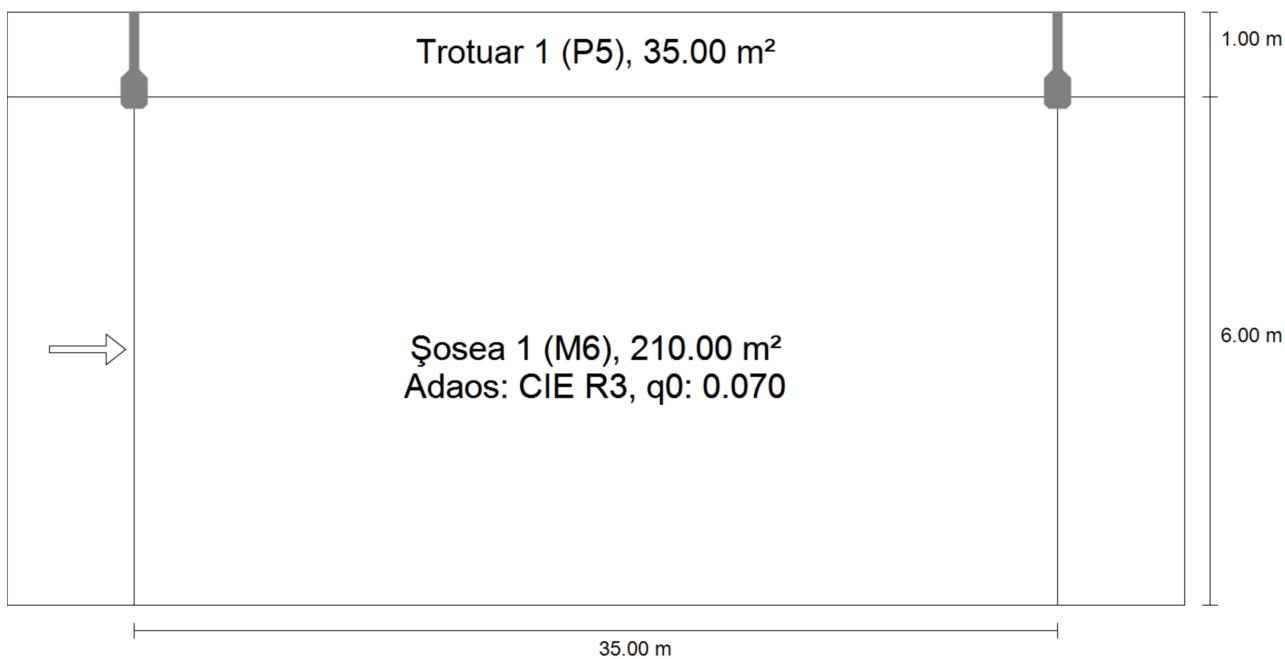 Trotuar 1 (P5), 35.00 m²
1.00 m
Şosea 1 (M6), 210.00 m²
Adaos: CIE R3, q0: 0.070
6.00 m
35.00 m